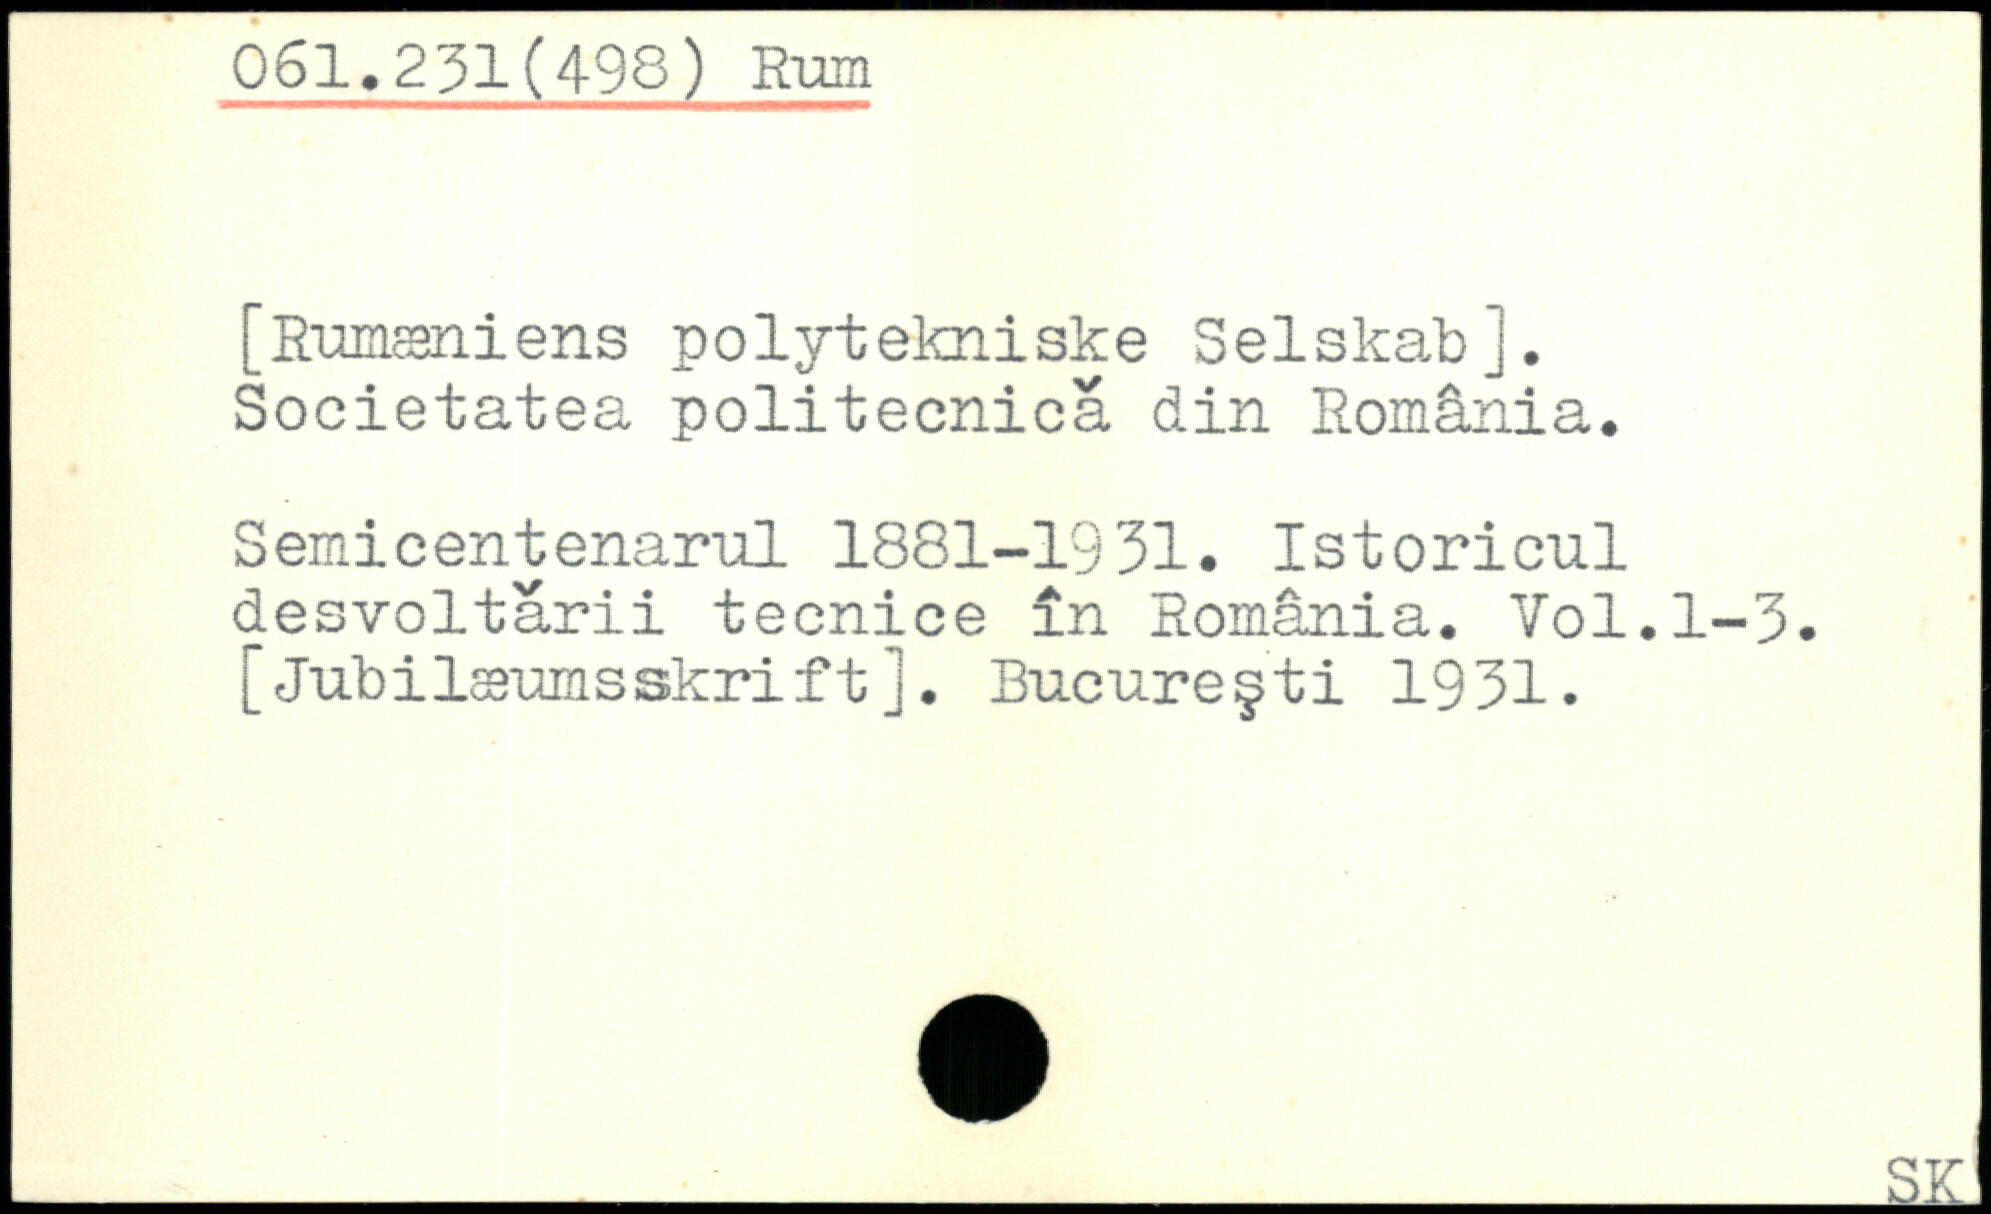 061.231(498) Rum
[Rumæniens polytekniske Selskab].
Societatea politecnică din România.
Semicentenarul 1881-1931. Istoricul
desvoltării tecnice în România. Vol.1-3.
[Jubilæumsskrift]. Bucureşti 1931.
SK